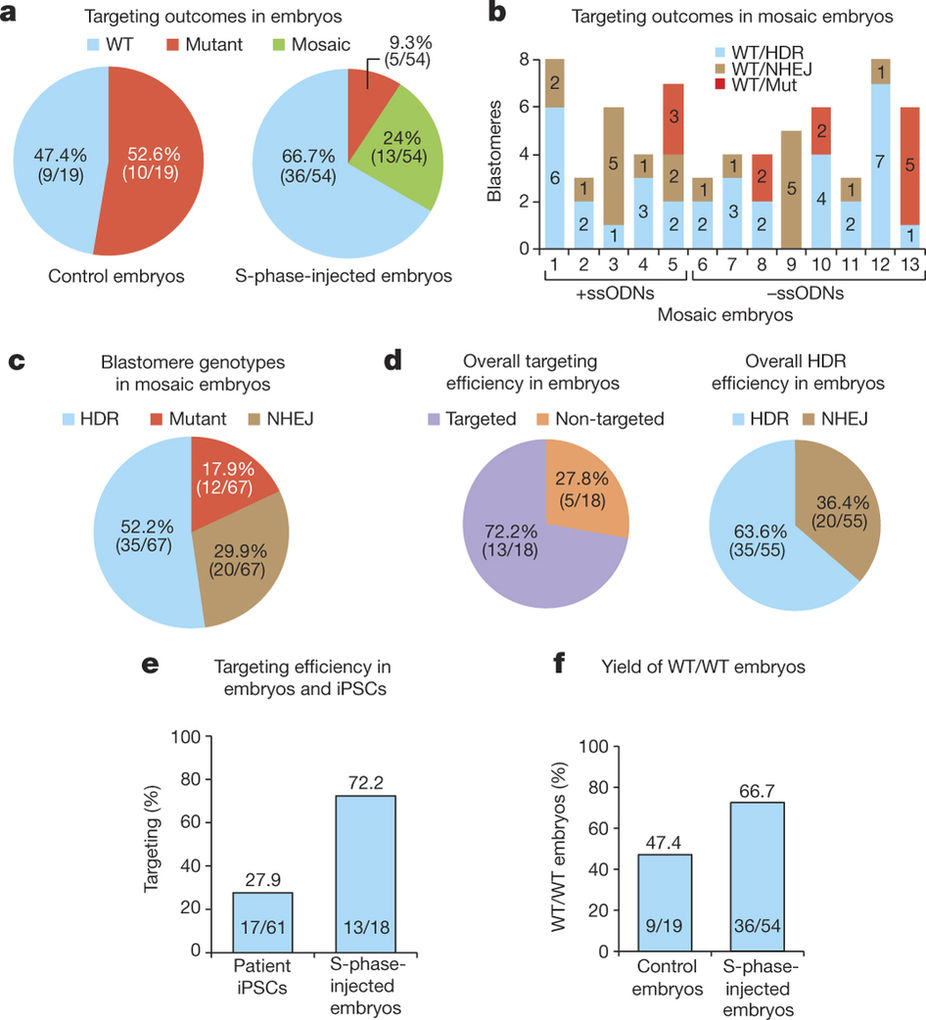 a
Targeting outcomes in embryos
WT
Mutant
Mosaic
47.4%
(9/19)
52.6%
(10/19)
Control embryos
9.3%
(5/54)
66.7%
(36/54)
24%
(13/54)
S-phase-injected embryos
b
Targeting outcomes in mosaic embryos
Blastomeres
8
6
4
2
0
WT/HDR
WT/NHEJ
WT/Mut
2
6
1
2
5
1
1
3
3
2
2
1
2
1
3
2
2
5
2
4
1
2
1
7
5
1
1 2 3 4 5 6 7 8 9 10 11 12 13
+ssODNs
–ssODNs
Mosaic embryos
c
Blastomere genotypes
in mosaic embryos
HDR
Mutant
NHEJ
17.9%
(12/67)
52.2%
(35/67)
29.9%
(20/67)
d
Overall targeting
efficiency in embryos
Targeted
Non-targeted
27.8%
(5/18)
72.2%
(13/18)
Overall HDR
efficiency in embryos
HDR
NHEJ
36.4%
(20/55)
63.6%
(35/55)
e
Targeting efficiency in
embryos and iPSCs
Targeting (%)
100
80
60
40
20
0
27.9
17/61
72.2
13/18
Patient
iPSCs
S-phase-
injected
embryos
f
Yield of WT/WT embryos
WT/WT embryos (%)
100
80
60
40
20
0
47.4
9/19
66.7
36/54
Control
embryos
S-phase-
injected
embryos